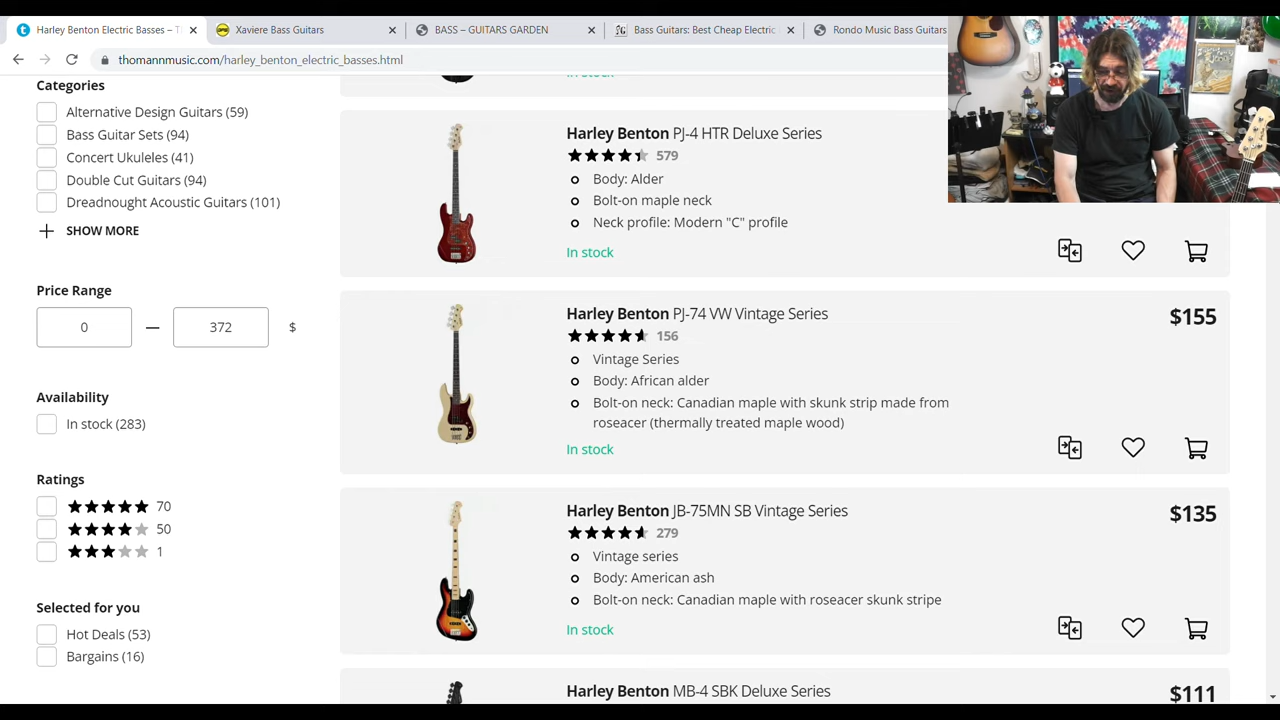 Harley Benton Electric Basses – T
Xaviere Bass Guitars
BASS – GUITARS GARDEN
Bass Guitars: Best Cheap Electric
Rondo Music Bass Guitars
thomannmusic.com/harley_benton_electric_basses.html
Categories
Alternative Design Guitars (59)
Bass Guitar Sets (94)
Concert Ukuleles (41)
Double Cut Guitars (94)
Dreadnought Acoustic Guitars (101)
SHOW MORE
Price Range
0 — 372 $
Availability
In stock (283)
Ratings
70
50
1
Selected for you
Hot Deals (53)
Bargains (16)
In stock
Harley Benton PJ-4 HTR Deluxe Series
579
Body: Alder
Bolt-on maple neck
Neck profile: Modern "C" profile
In stock
Harley Benton PJ-74 VW Vintage Series
$155
156
Vintage Series
Body: African alder
Bolt-on neck: Canadian maple with skunk strip made from
roseacer (thermally treated maple wood)
In stock
Harley Benton JB-75MN SB Vintage Series
$135
279
Vintage series
Body: American ash
Bolt-on neck: Canadian maple with roseacer skunk stripe
In stock
Harley Benton MB-4 SBK Deluxe Series
$111